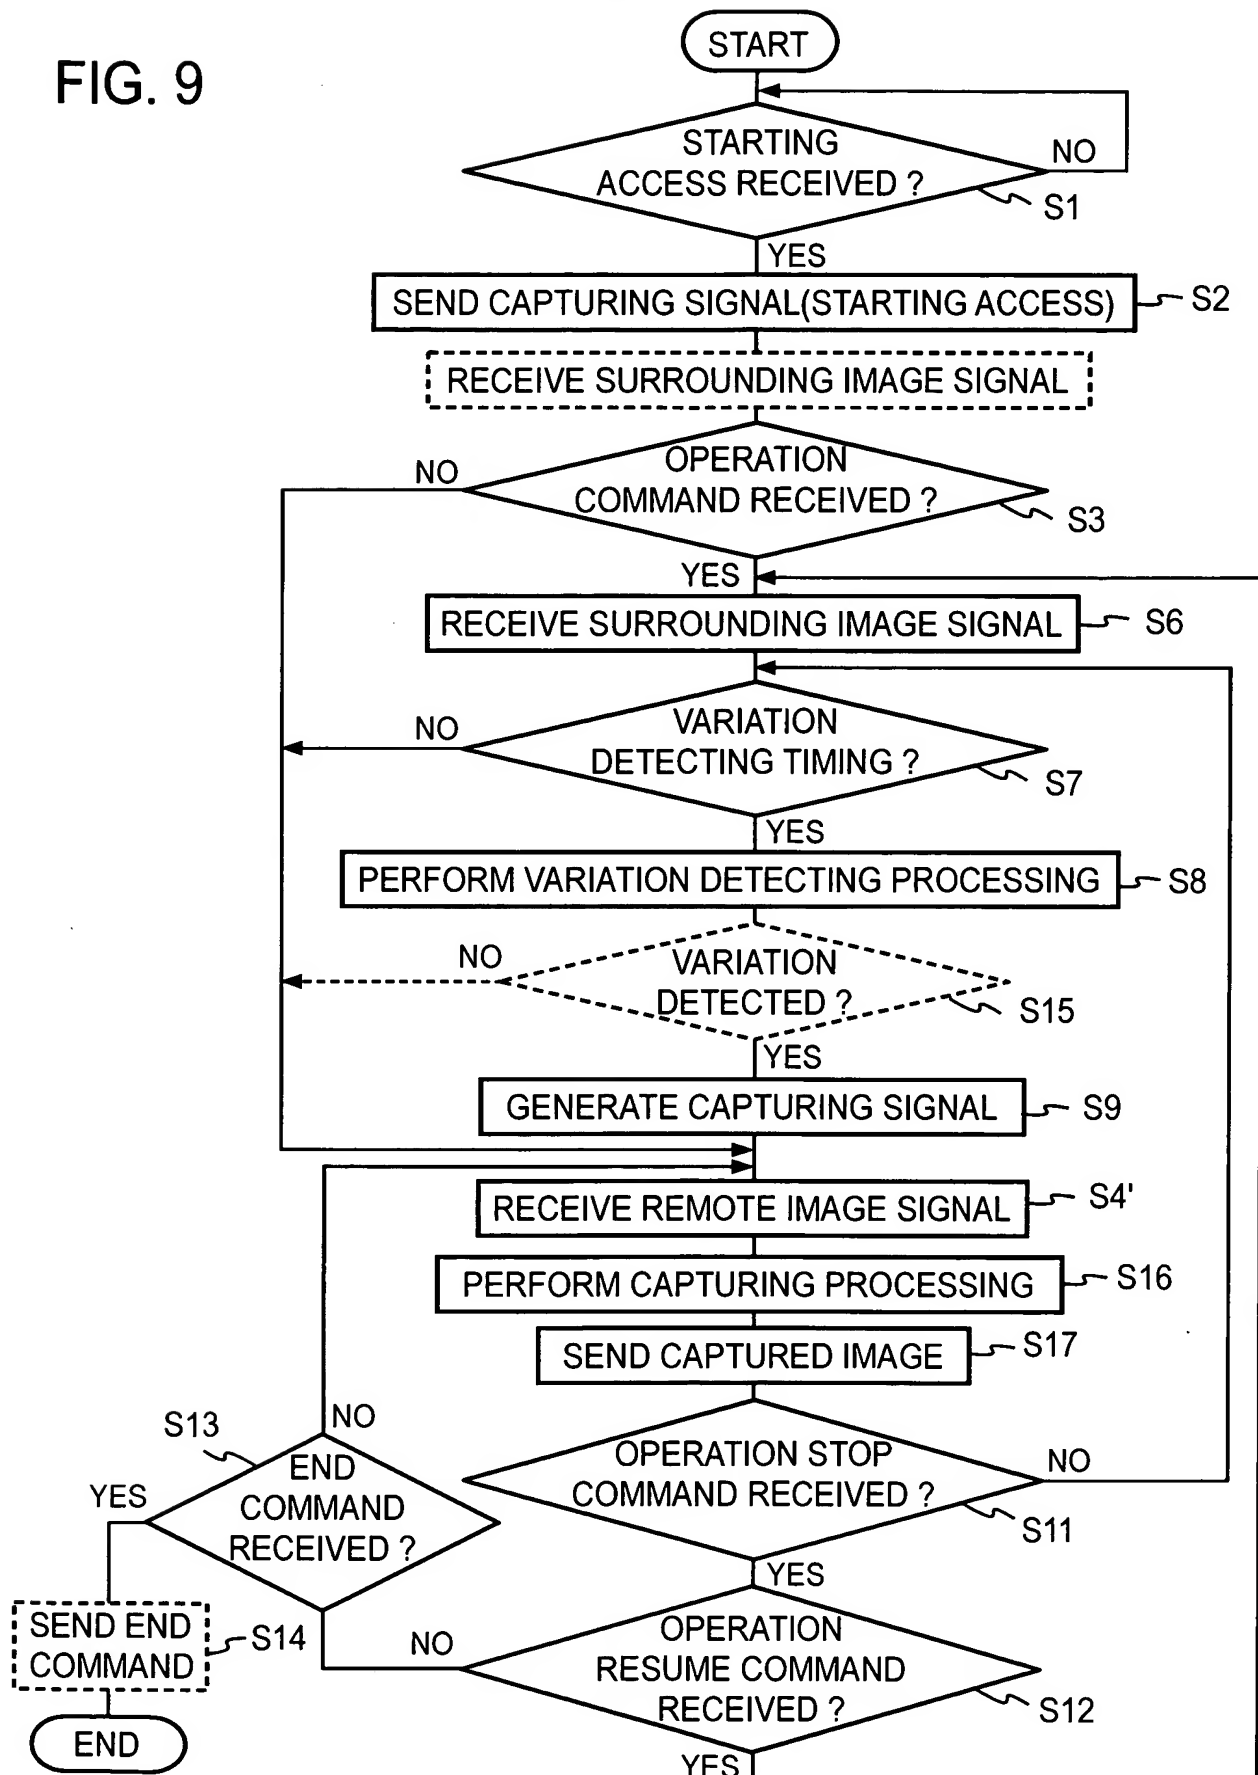 FIG. 9
START
STARTING
ACCESS RECEIVED ?
NO
S1
YES
SEND CAPTURING SIGNAL(STARTING ACCESS)
S2
RECEIVE SURROUNDING IMAGE SIGNAL
OPERATION
COMMAND RECEIVED ?
NO
S3
YES
RECEIVE SURROUNDING IMAGE SIGNAL
S6
VARIATION
DETECTING TIMING ?
NO
S7
YES
PERFORM VARIATION DETECTING PROCESSING
S8
VARIATION
DETECTED ?
NO
S15
YES
GENERATE CAPTURING SIGNAL
S9
RECEIVE REMOTE IMAGE SIGNAL
S4'
PERFORM CAPTURING PROCESSING
S16
SEND CAPTURED IMAGE
S17
OPERATION STOP
COMMAND RECEIVED ?
NO
S11
YES
S13
NO
END
COMMAND
RECEIVED ?
YES
SEND END
COMMAND
S14
END
OPERATION
RESUME COMMAND
RECEIVED ?
NO
S12
YES